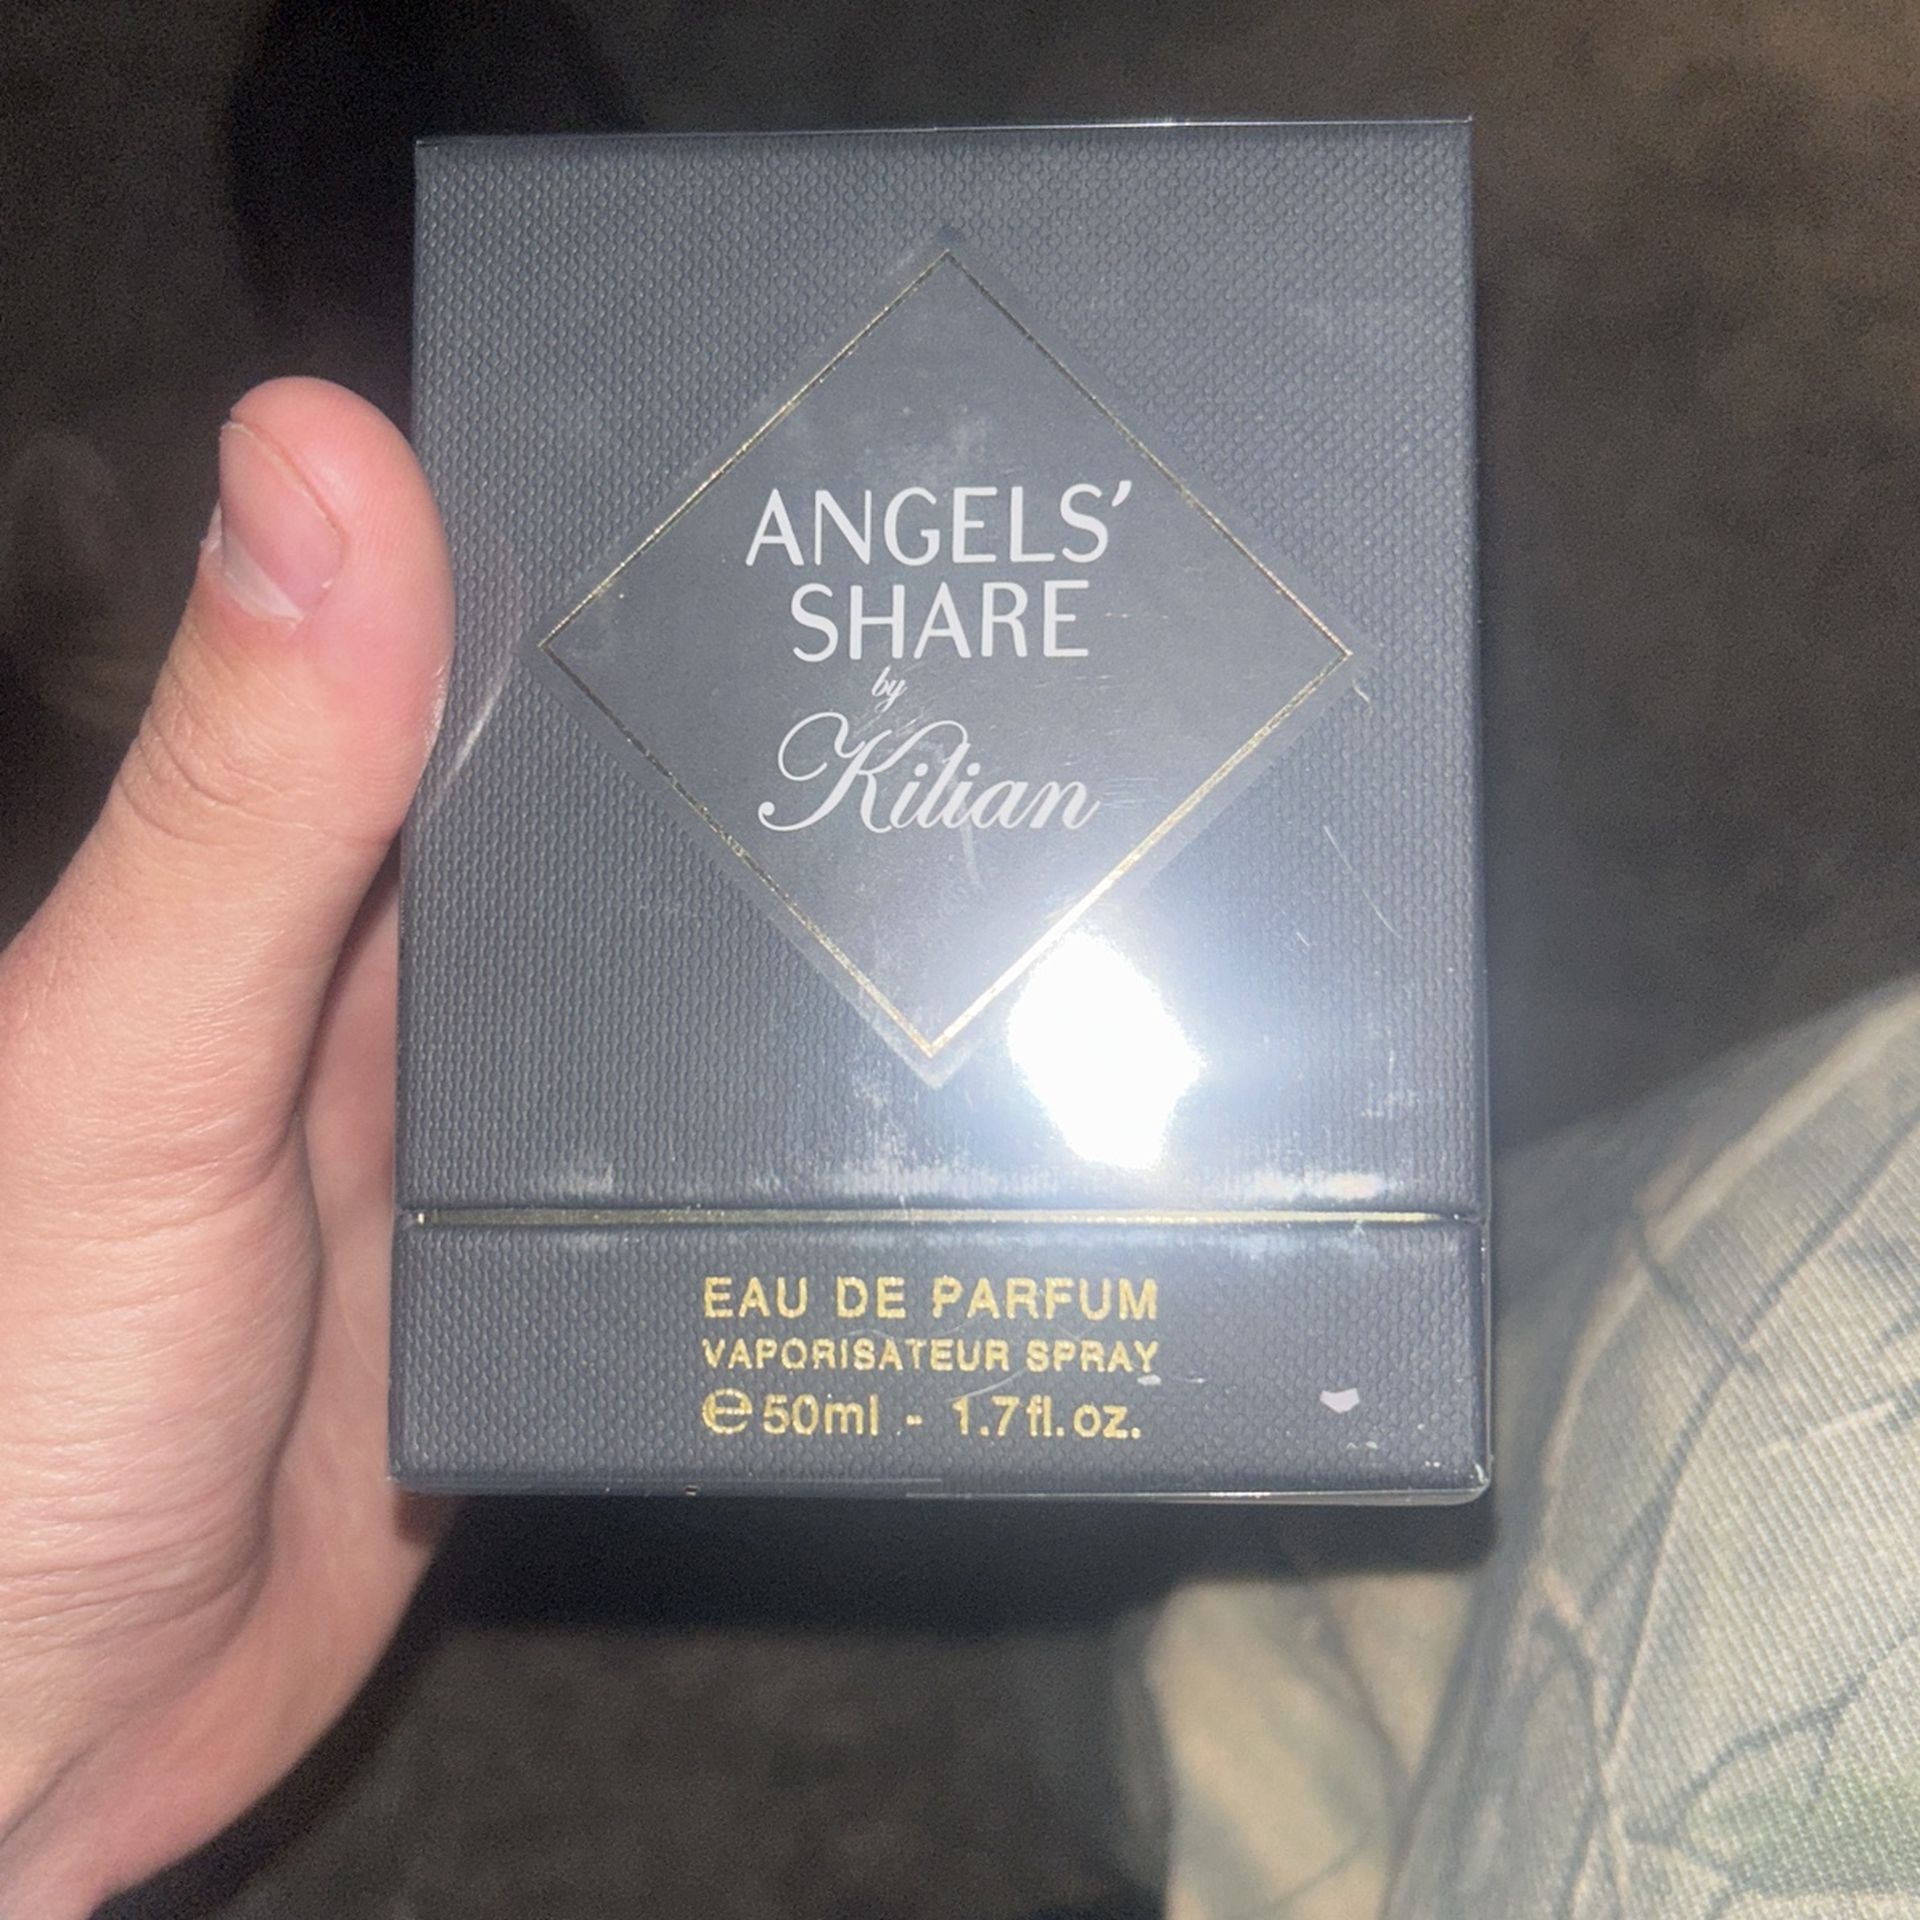 ANGELS'
SHARE
by
Kilian
EAU DE PARFUM
VAPORISATEUR SPRAY
℮50ml - 1.7fl.oz.